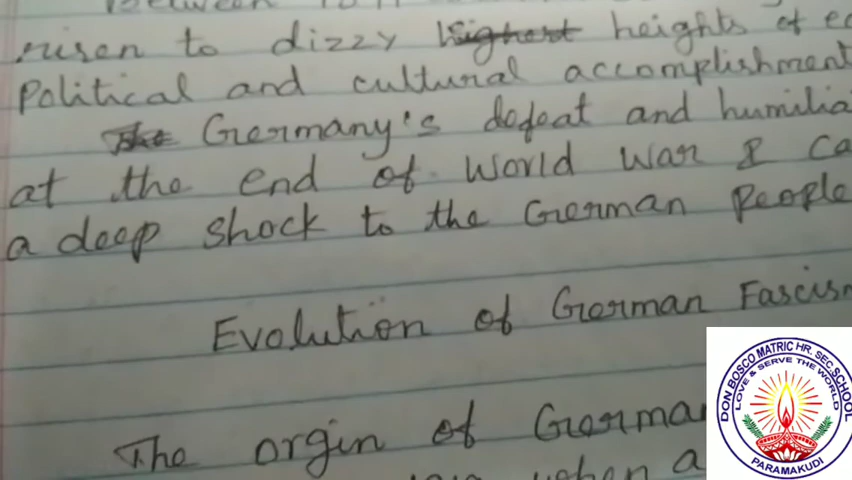 Between
risen to dizzy heights of
Political and cultural accomplishment
The Germany's defeat and humilia
at the end of World War I ca
a deep shock to the German People
Evolution of German Fascism
The orgin of German
when a
DON BOSCO MATRIC HR. SEC. SCHOOL
LOVE & SERVE THE WORLD
PARAMAKUDI